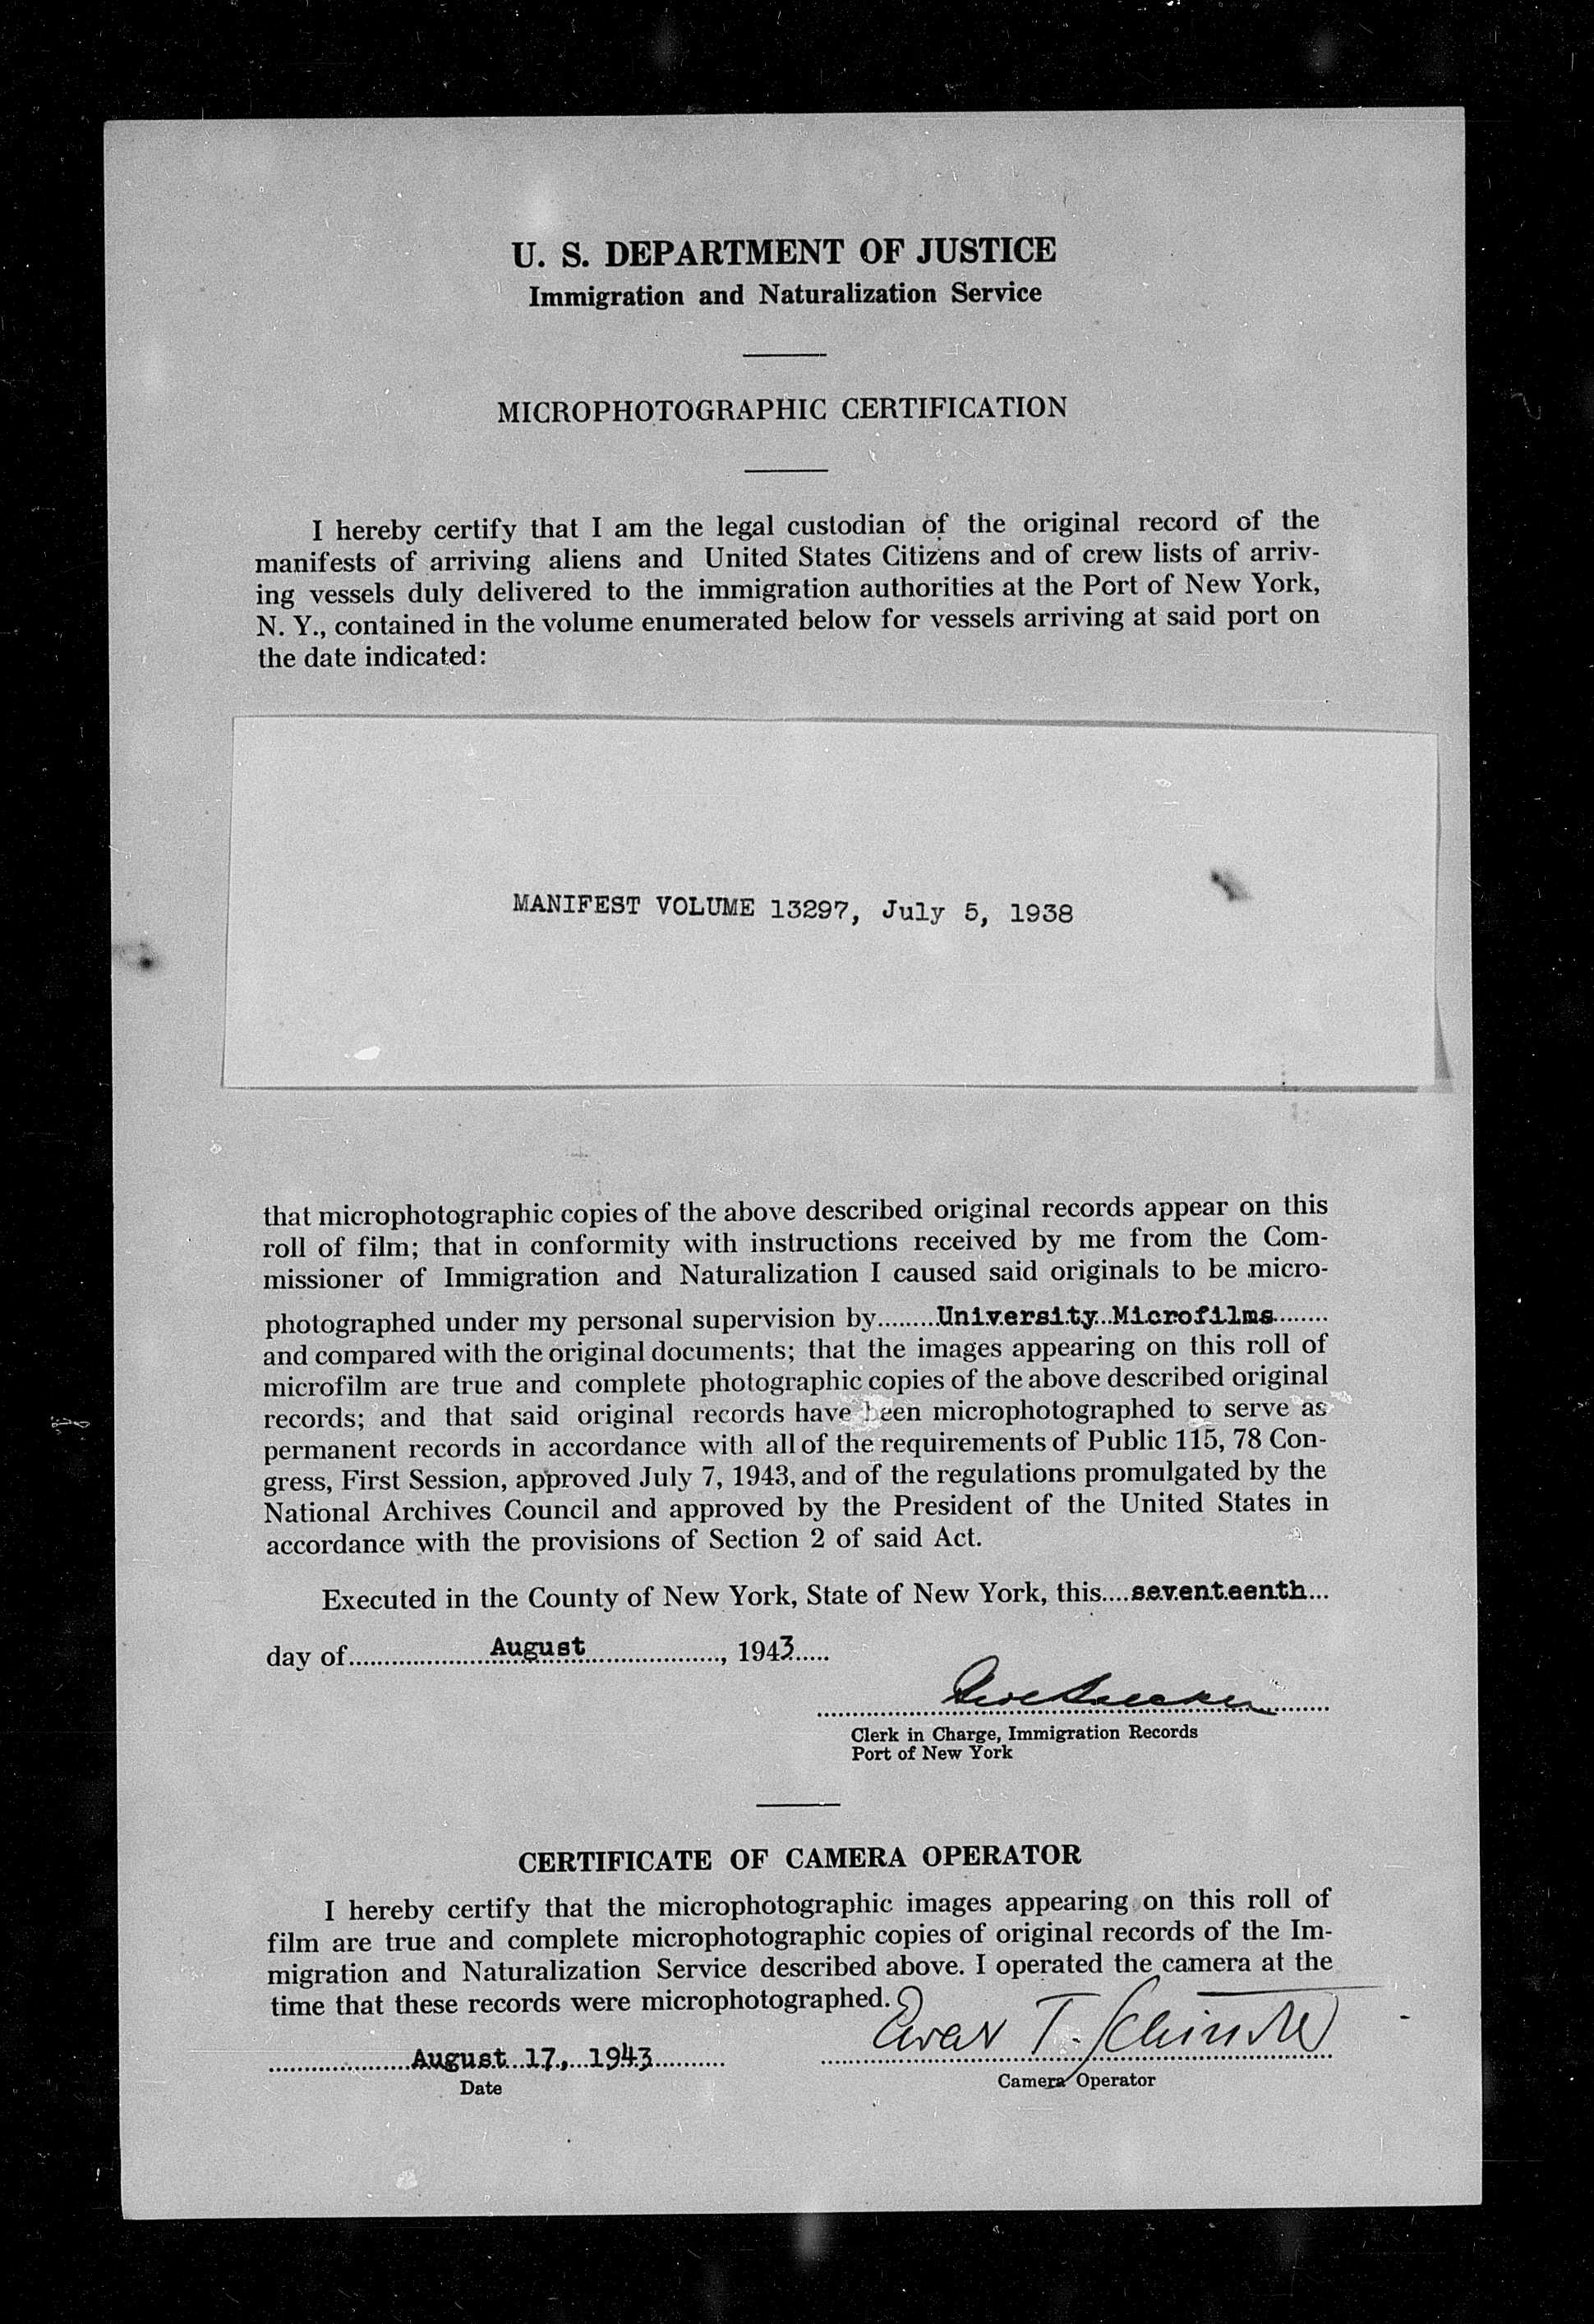 U. S. DEPARTMENT OF JUSTICE
Immigration and Naturalization Service
MICROPHOTOGRAPHIC CERTIFICATION
I hereby certify that I am the legal custodian of the original record of the
manifests of arriving aliens and United States Citizens and of crew lists of arriv-
ing vessels duly delivered to the immigration authorities at the Port of New York,
N. Y., contained in the volume enumerated below for vessels arriving at said port on
the date indicated:
MANIFEST VOLUME 13297, July 5, 1938
that microphotographic copies of the above described original records appear on this
roll of film; that in conformity with instructions received by me from the Com-
missioner of Immigration and Naturalization I caused said originals to be micro-
photographed under my personal supervision by.........University Microfilms........
and compared with the original documents; that the images appearing on this roll of
microfilm are true and complete photographic copies of the above described original
records; and that said original records have been microphotographed to serve as
permanent records in accordance with all of the requirements of Public 115, 78 Con-
gress, First Session, approved July 7, 1943, and of the regulations promulgated by the
National Archives Council and approved by the President of the United States in
accordance with the provisions of Section 2 of said Act.
Executed in the County of New York, State of New York, this....seventeenth...
day of.....................August...................., 1943.....
Clerk in Charge, Immigration Records
Port of New York
CERTIFICATE OF CAMERA OPERATOR
I hereby certify that the microphotographic images appearing on this roll of
film are true and complete microphotographic copies of original records of the Im-
migration and Naturalization Service described above. I operated the camera at the
time that these records were microphotographed.
....................August 17, 1943..........
Date
Camera Operator